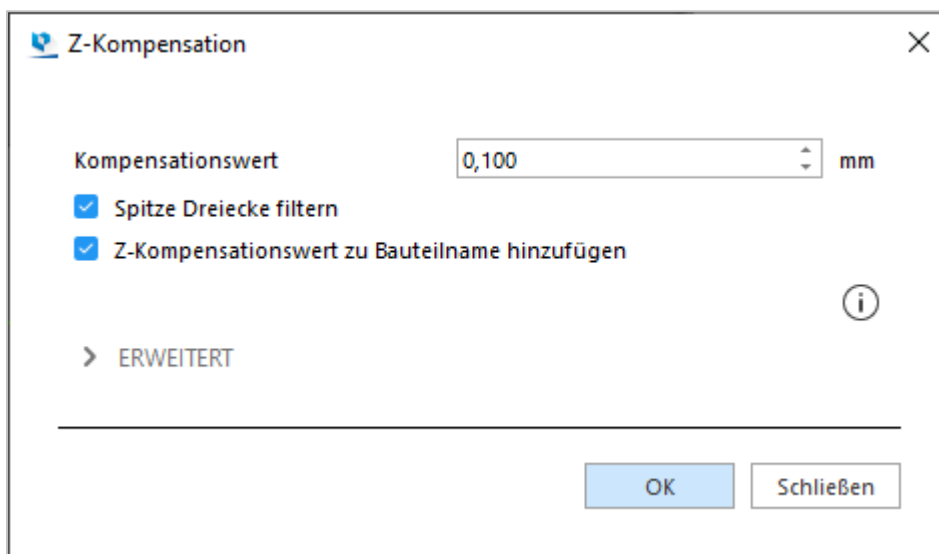 Z-Kompensation
Kompensationswert 0,100 mm
Spitze Dreiecke filtern
Z-Kompensationswert zu Bauteilname hinzufügen
ERWEITERT
OK Schließen